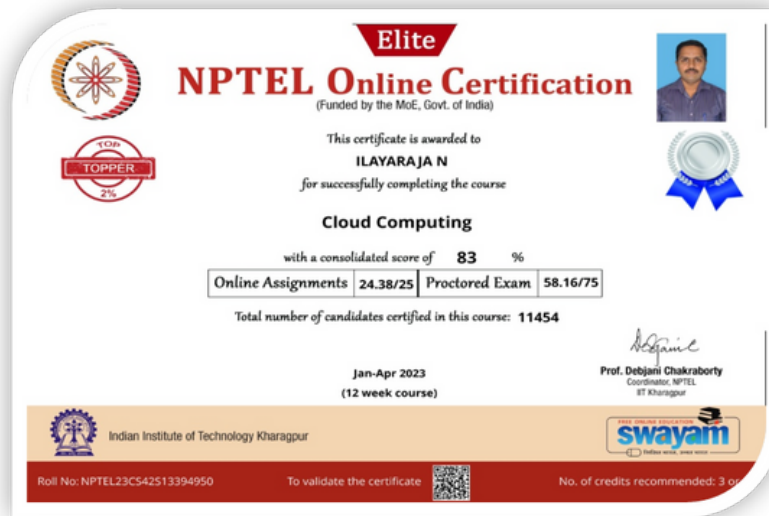 Elite
NPTEL Online Certification
(Funded by the MoE, Govt. of India)
This certificate is awarded to
ILAYARAJA N
for successfully completing the course
TOP
TOPPER
2%
Cloud Computing
with a consolidated score of 83 %
Online Assignments 24.38/25 Proctored Exam 58.16/75
Total number of candidates certified in this course: 11454
Jan-Apr 2023
(12 week course)
Prof. Debjani Chakraborty
Coordinator, NPTEL
IIT Kharagpur
Indian Institute of Technology Kharagpur
FREE ONLINE EDUCATION
swayam
Roll No: NPTEL23CS42S13394950 To validate the certificate No. of credits recommended: 3 or